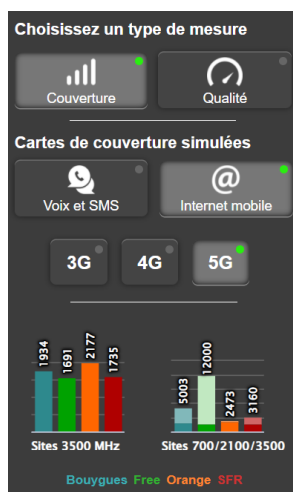 Choisissez un type de mesure
Couverture Qualité
Cartes de couverture simulées
@
Voix et SMS Internet mobile
3G 4G 5G
1934 1691 2177 1735 5003 12000 2473 3160
Sites 3500 MHz Sites 700/2100/3500
Bouygues Free Orange SFR